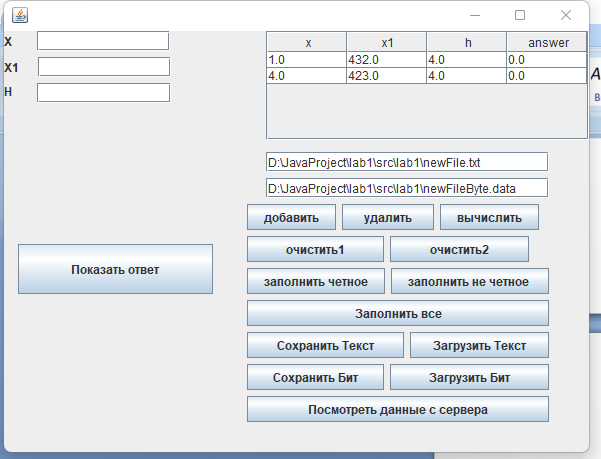 X
X1
H
x x1 h answer
1.0 432.0 4.0 0.0
4.0 423.0 4.0 0.0
D:\JavaProject\lab1\src\lab1\newFile.txt
D:\JavaProject\lab1\src\lab1\newFileByte.data
добавить удалить вычислить
очистить1 очистить2
Показать ответ
заполнить четное заполнить не четное
Заполнить все
Сохранить Текст Загрузить Текст
Сохранить Бит Загрузить Бит
Посмотреть данные с сервера